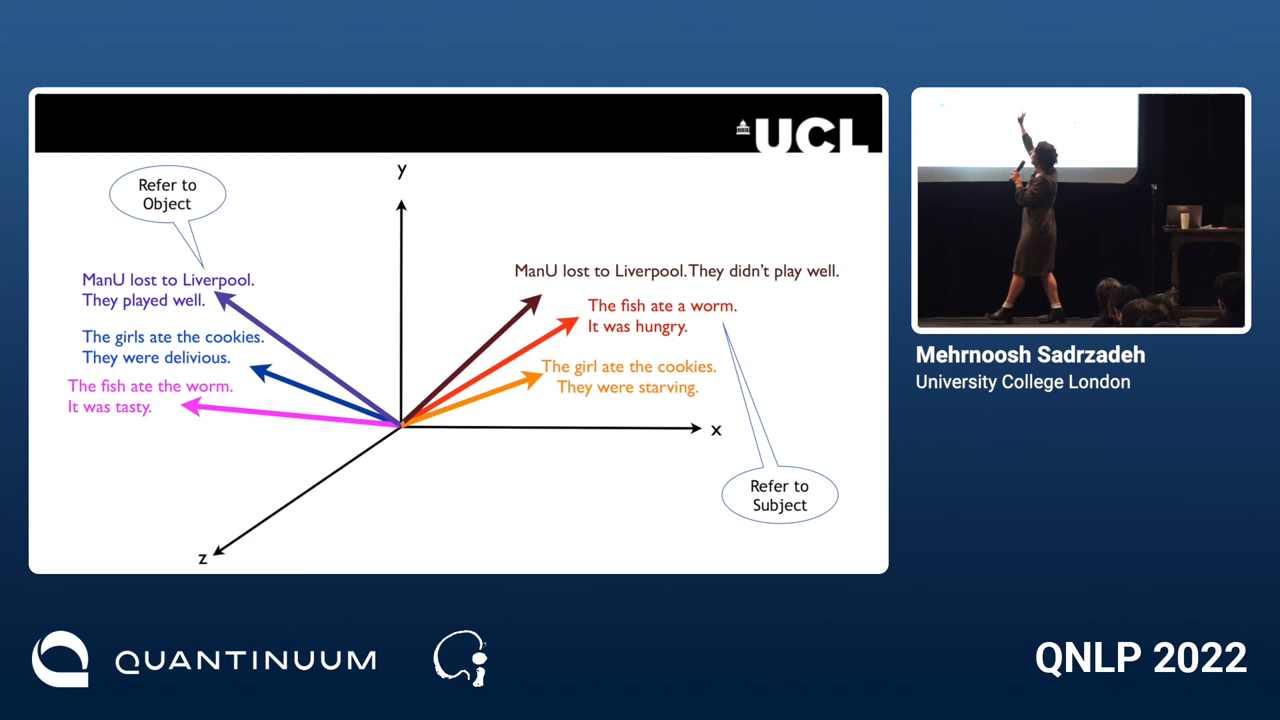 UCL
y
Refer to
Object
ManU lost to Liverpool.
They played well.
The girls ate the cookies.
They were delivious.
The fish ate the worm.
It was tasty.
ManU lost to Liverpool. They didn't play well.
The fish ate a worm.
It was hungry.
The girl ate the cookies.
They were starving.
x
Refer to
Subject
z
Mehrnoosh Sadrzadeh
University College London
QUANTINUUM
QNLP 2022